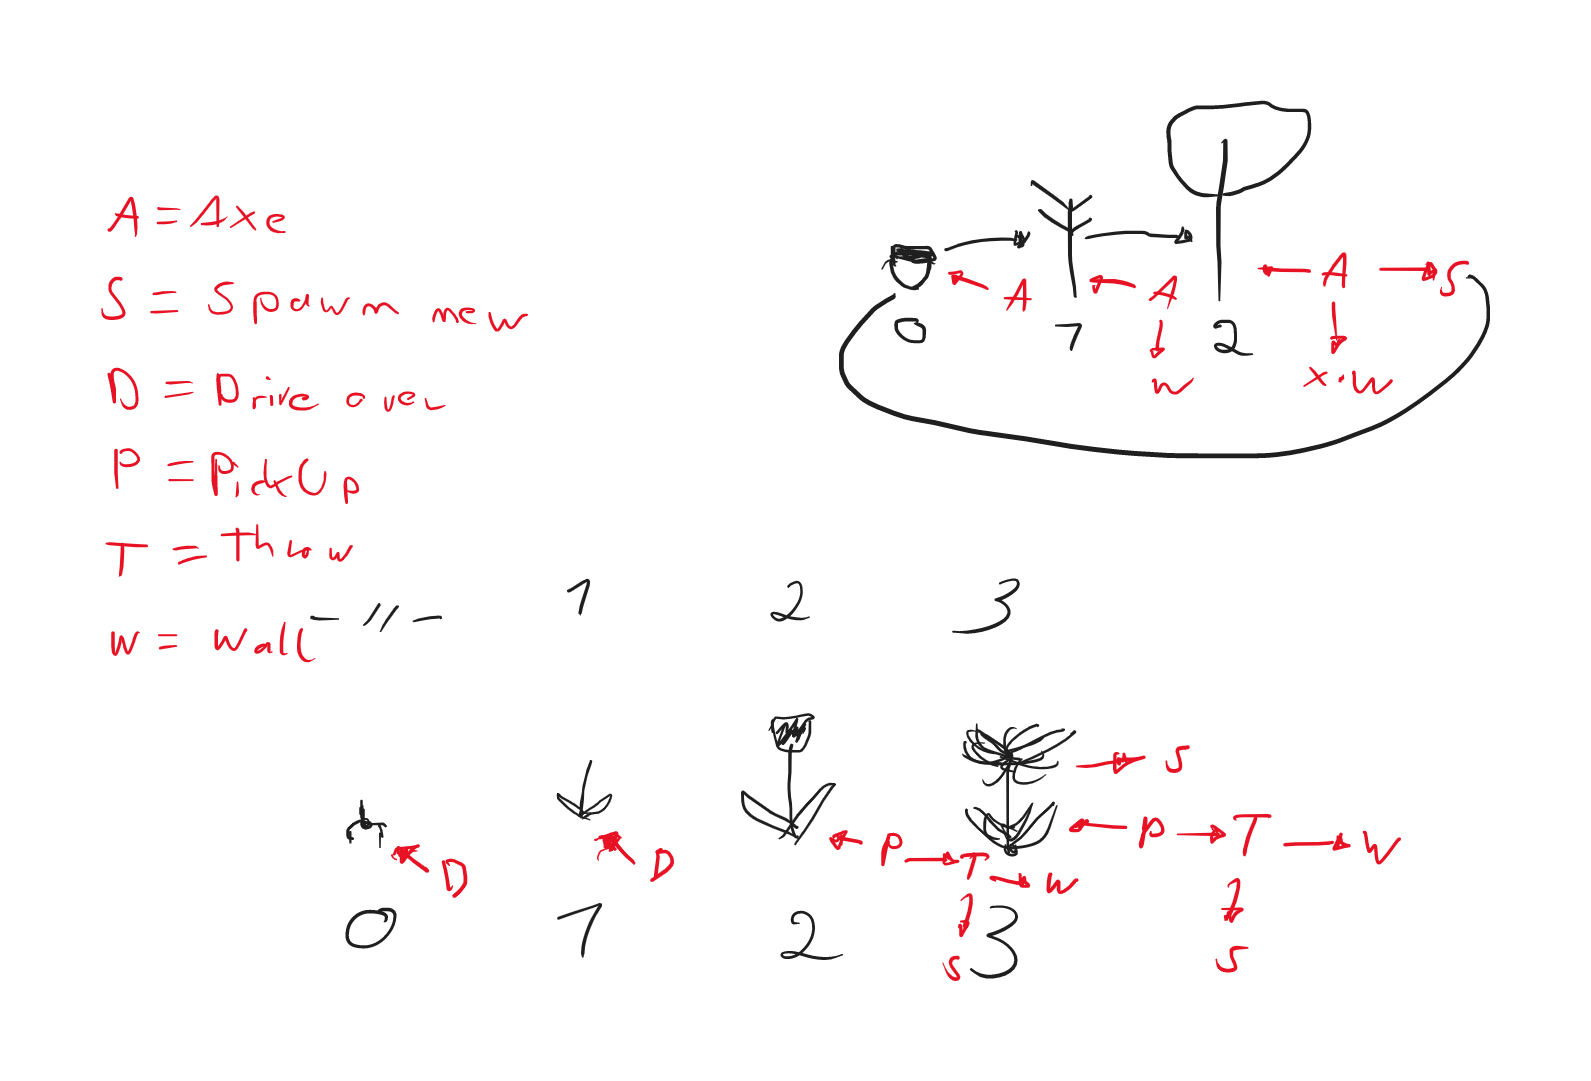 A = Axe
S = Spawn new
D = Drive over
P = PickUp
T = Throw
W = Wall
A A A S
0 1 2
W x·W
1 2 3
S
P T W
P T W
D D
S S
0 1 2 3